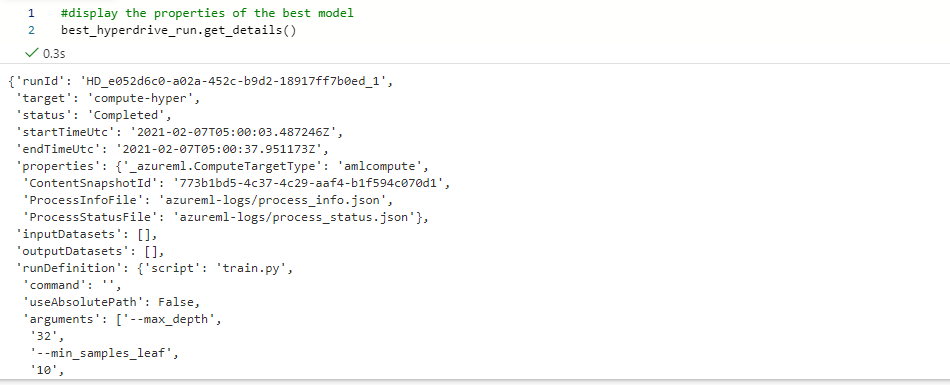 1 #display the properties of the best model
2 best_hyperdrive_run.get_details()
0.3s
{'runId': 'HD_e052d6c0-a02a-452c-b9d2-18917ff7b0ed_1',
'target': 'compute-hyper',
'status': 'Completed',
'startTimeUtc': '2021-02-07T05:00:03.487246Z',
'endTimeUtc': '2021-02-07T05:00:37.951173Z',
'properties': {'_azureml.ComputeTargetType': 'amlcompute',
'ContentSnapshotId': '773b1bd5-4c37-4c29-aaf4-b1f594c070d1',
'ProcessInfoFile': 'azureml-logs/process_info.json',
'ProcessStatusFile': 'azureml-logs/process_status.json'},
'inputDatasets': [],
'outputDatasets': [],
'runDefinition': {'script': 'train.py',
'command': '',
'useAbsolutePath': False,
'arguments': ['--max_depth',
'32',
'--min_samples_leaf',
'10',